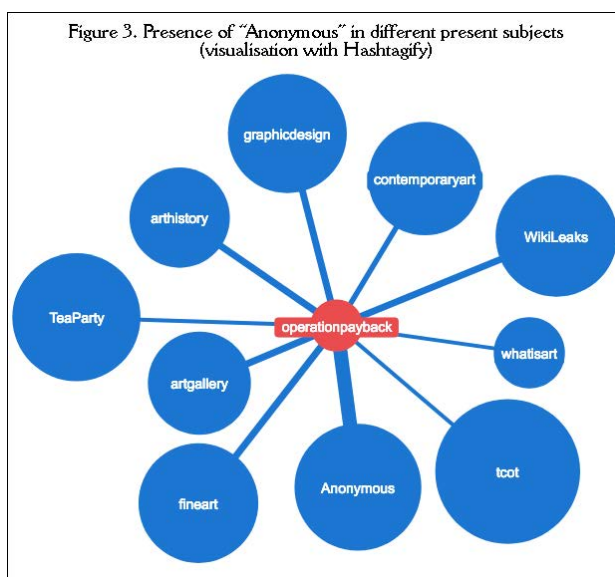 Figure 3. Presence of “Anonymous” in different present subjects
(visualisation with Hashtagify)
graphicdesign
contemporaryart
arthistory
WikiLeaks
TeaParty
operationpayback
whatisart
artgallery
tcot
Anonymous
fineart